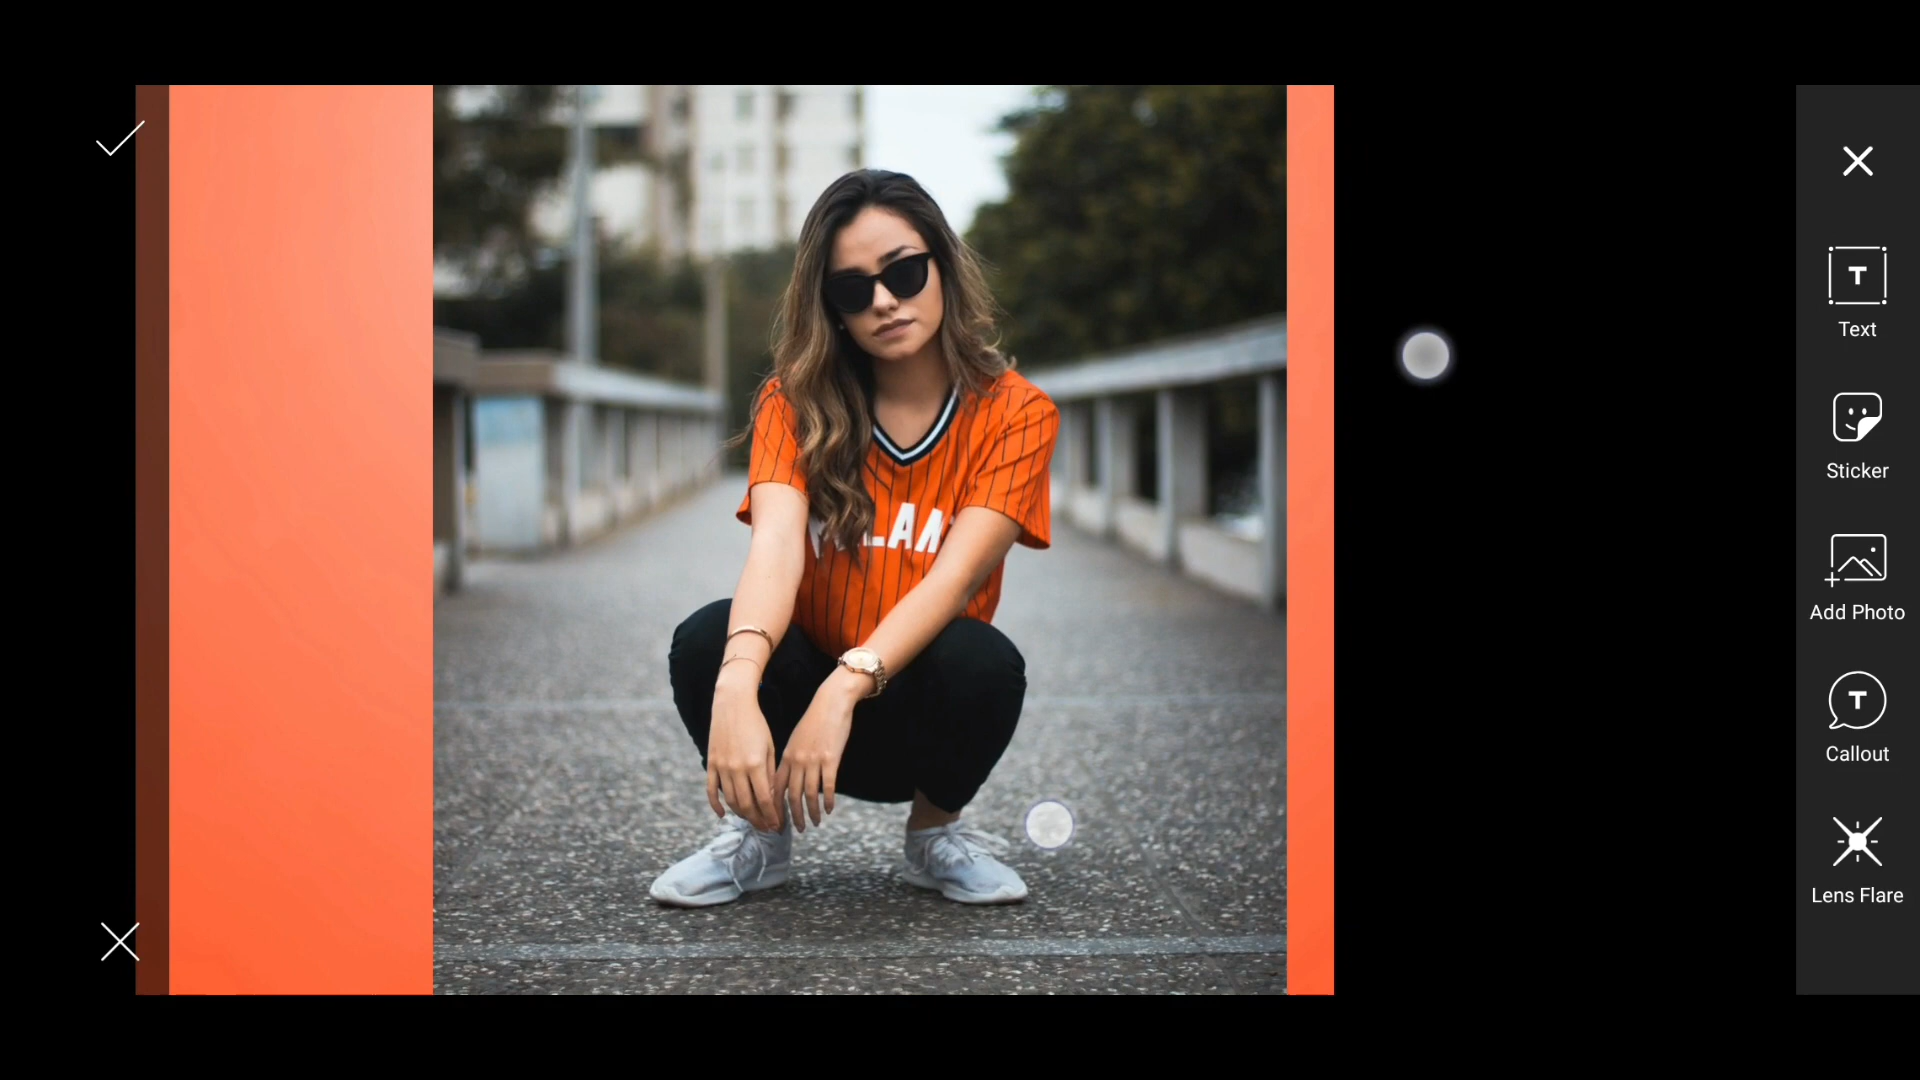 Text
Sticker
Add Photo
Callout
Lens Flare